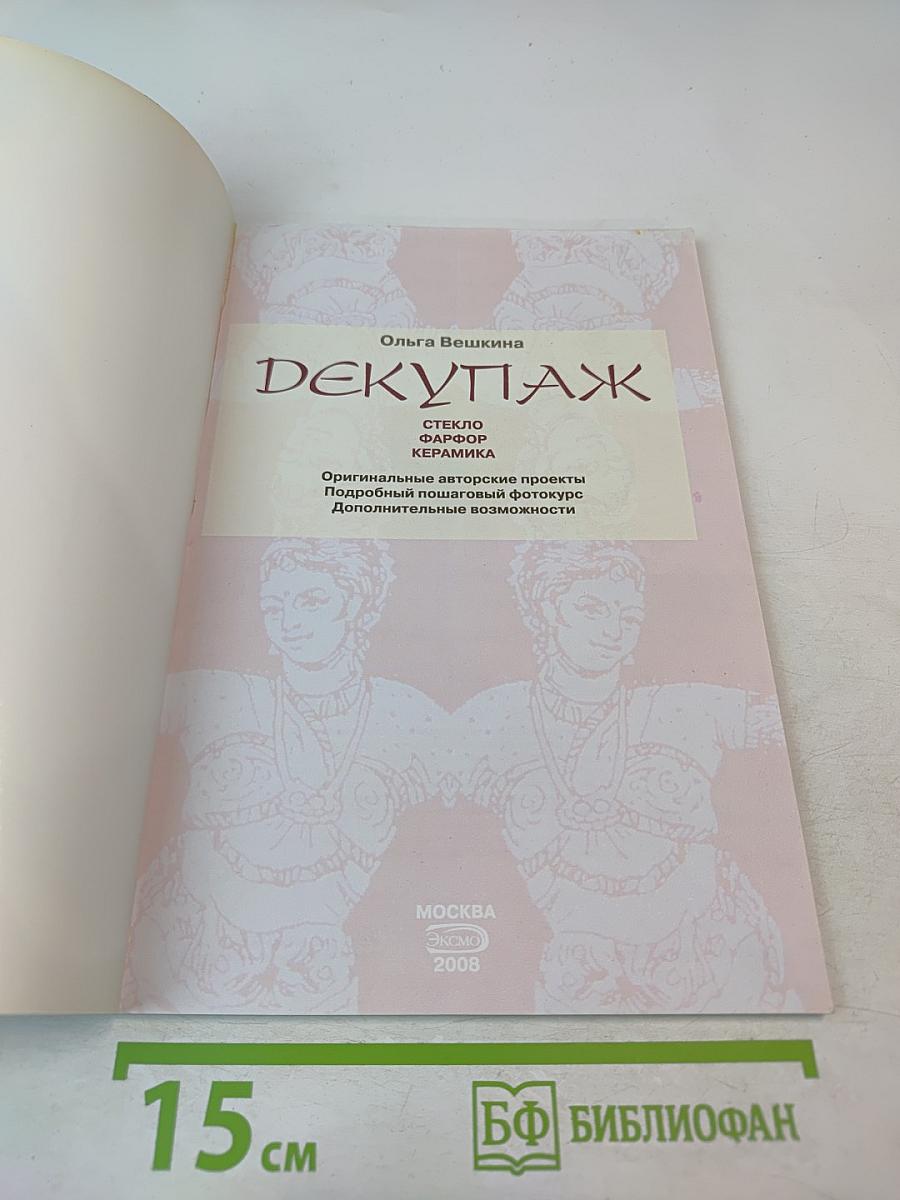 Ольга Вешкина
ДЕКУПАЖ
СТЕКЛО
ФАРФОР
КЕРАМИКА
Оригинальные авторские проекты
Подробный пошаговый фотокурс
Дополнительные возможности
МОСКВА
ЭКСМО
2008
15 см
БФ БИБЛИОФАН